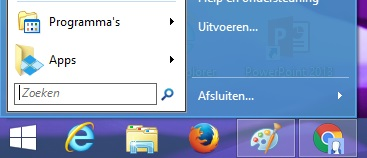 Help en ondersteuning
Programma's
Uitvoeren...
Apps
Zoeken
Afsluiten...